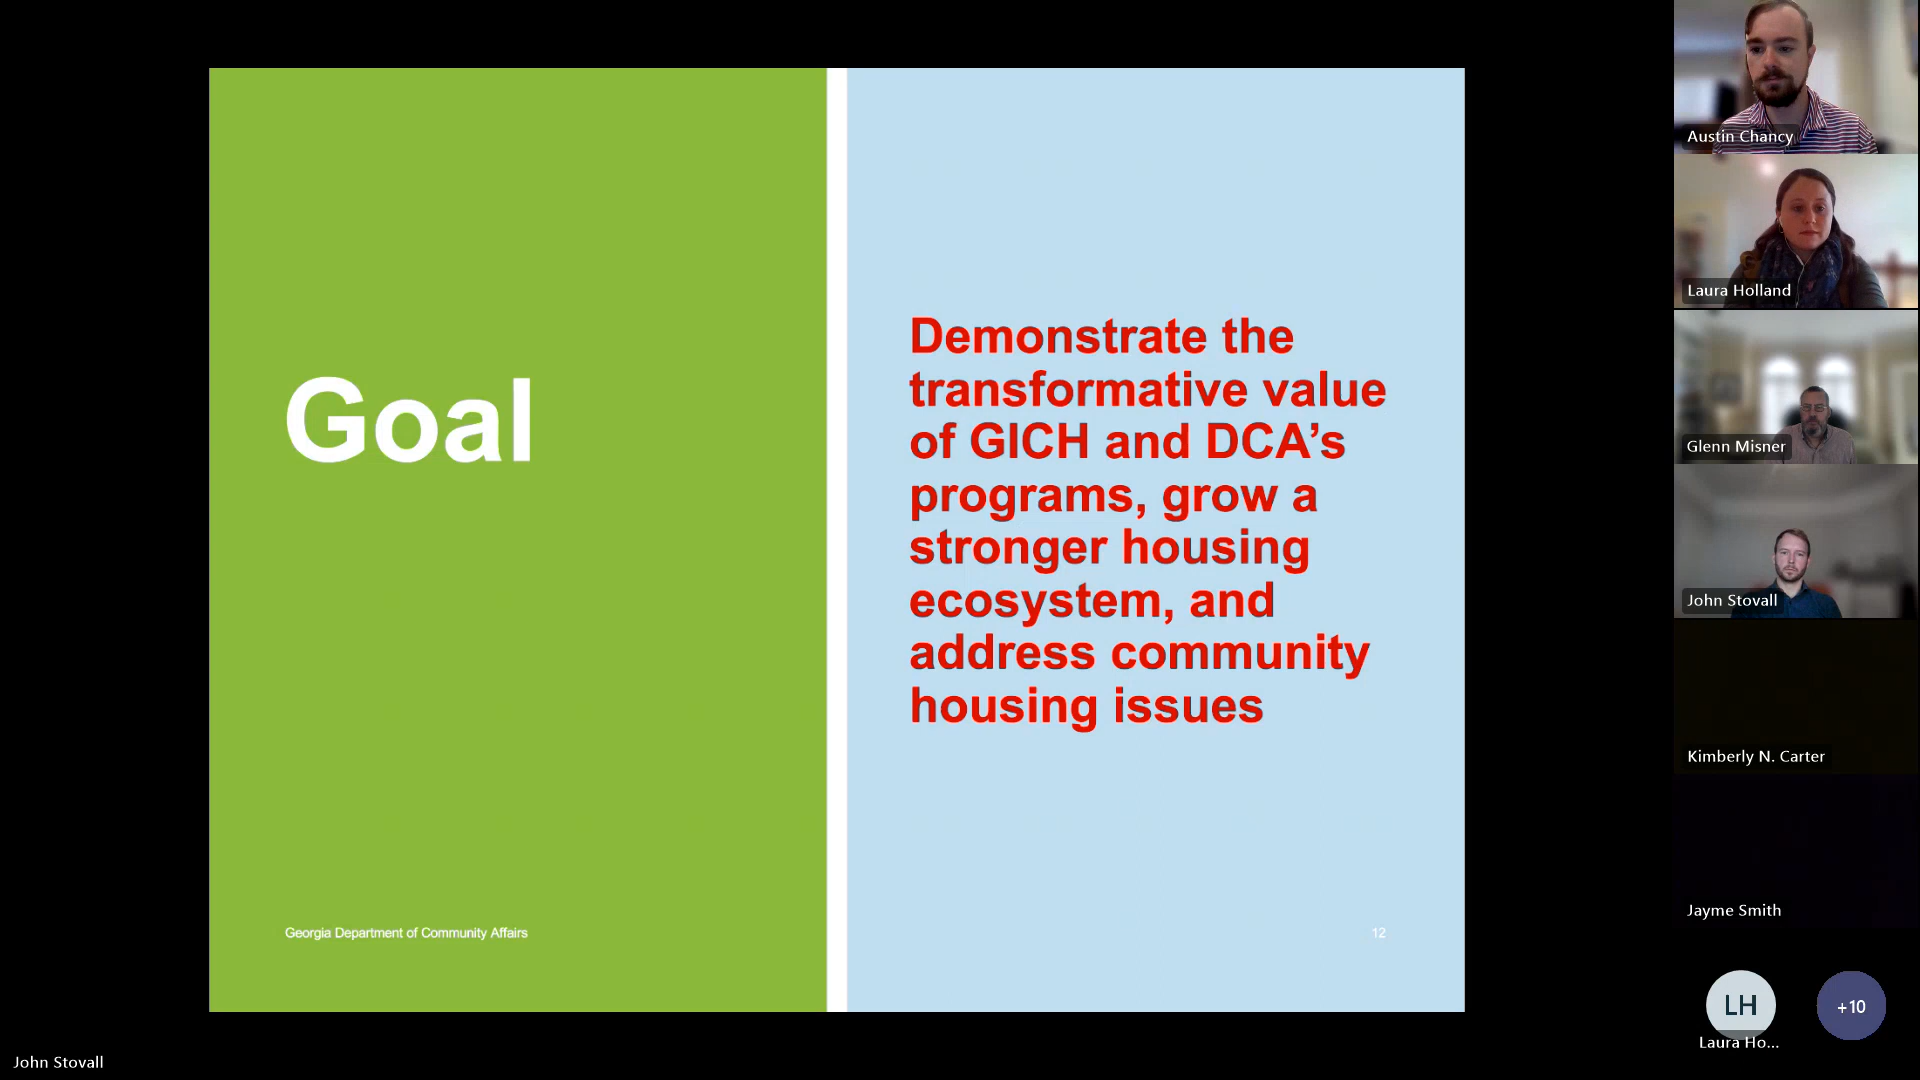 Goal
Demonstrate the
transformative value
of GICH and DCA’s
programs, grow a
stronger housing
ecosystem, and
address community
housing issues
Georgia Department of Community Affairs
12
Austin Chancy
Laura Holland
Glenn Misner
John Stovall
Kimberly N. Carter
Jayme Smith
LH
+10
Laura Ho...
John Stovall